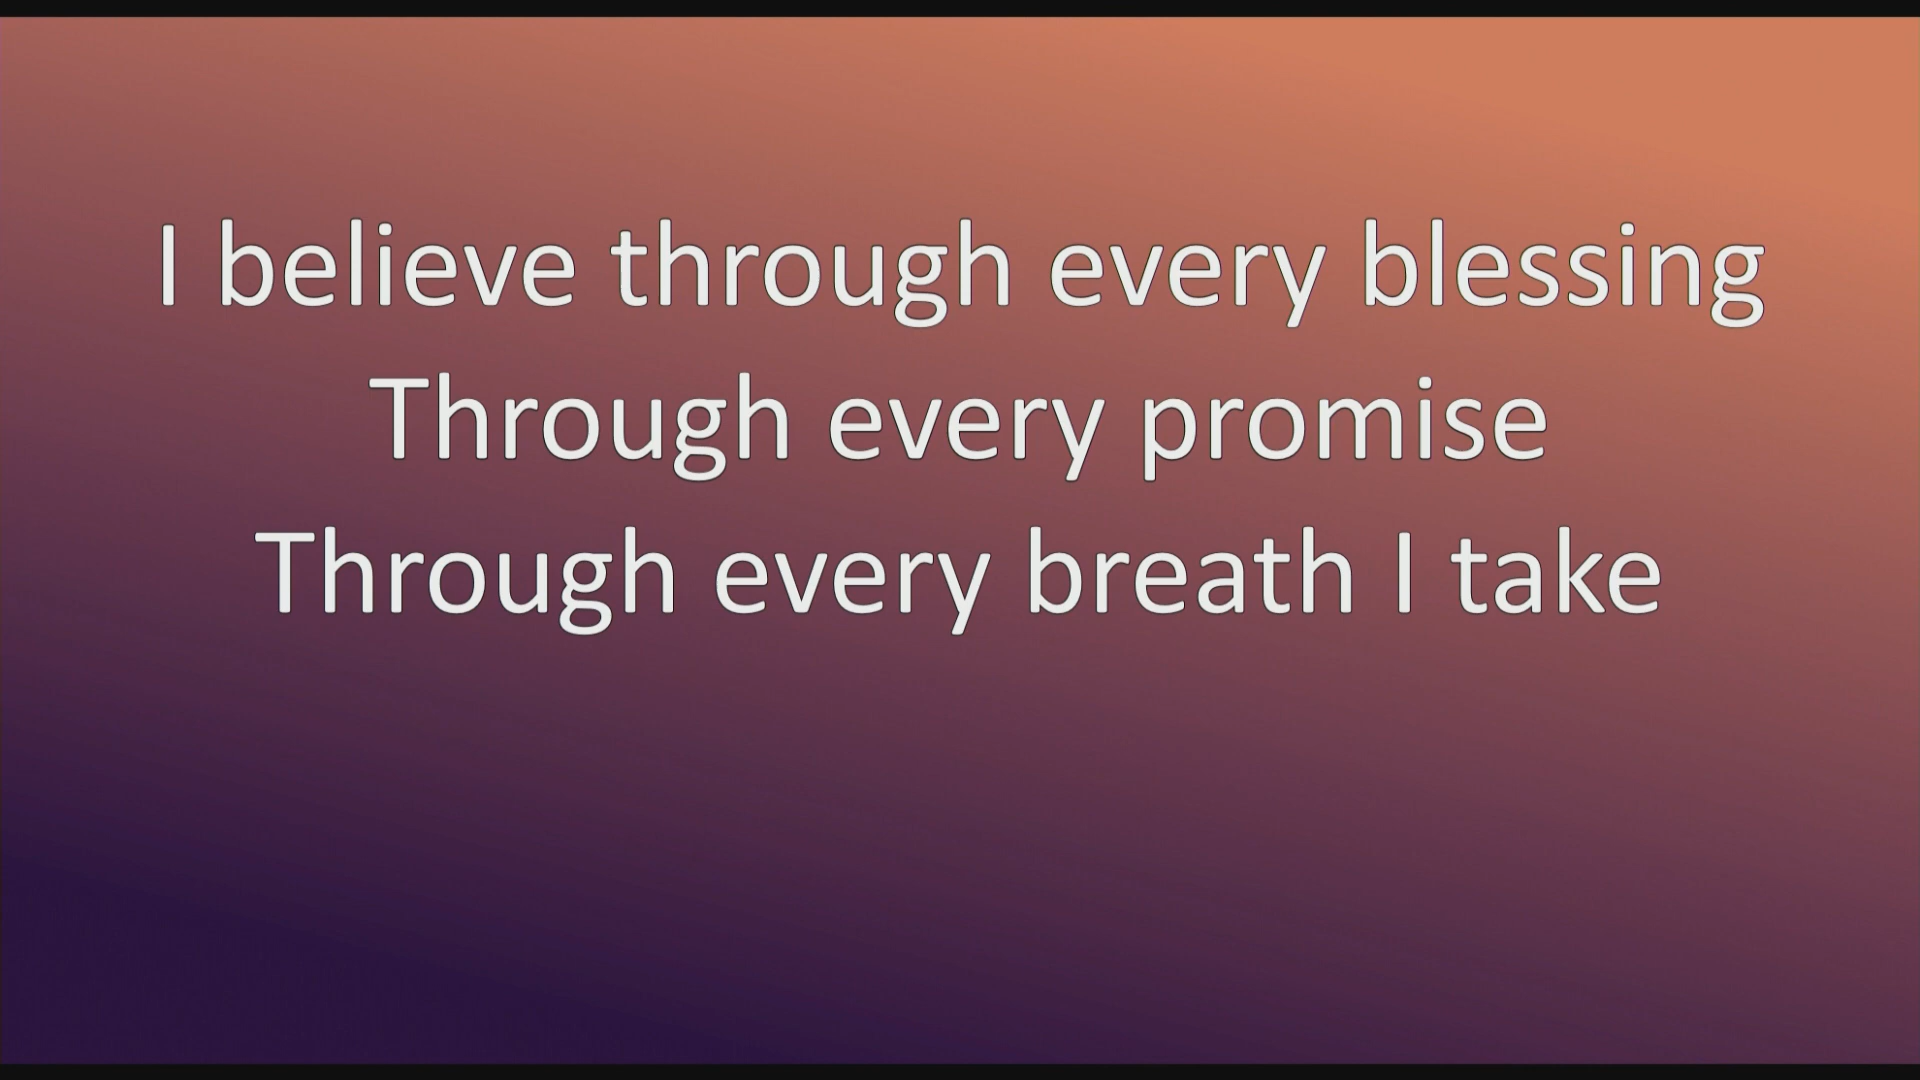 I believe through every blessing
Through every promise
Through every breath I take